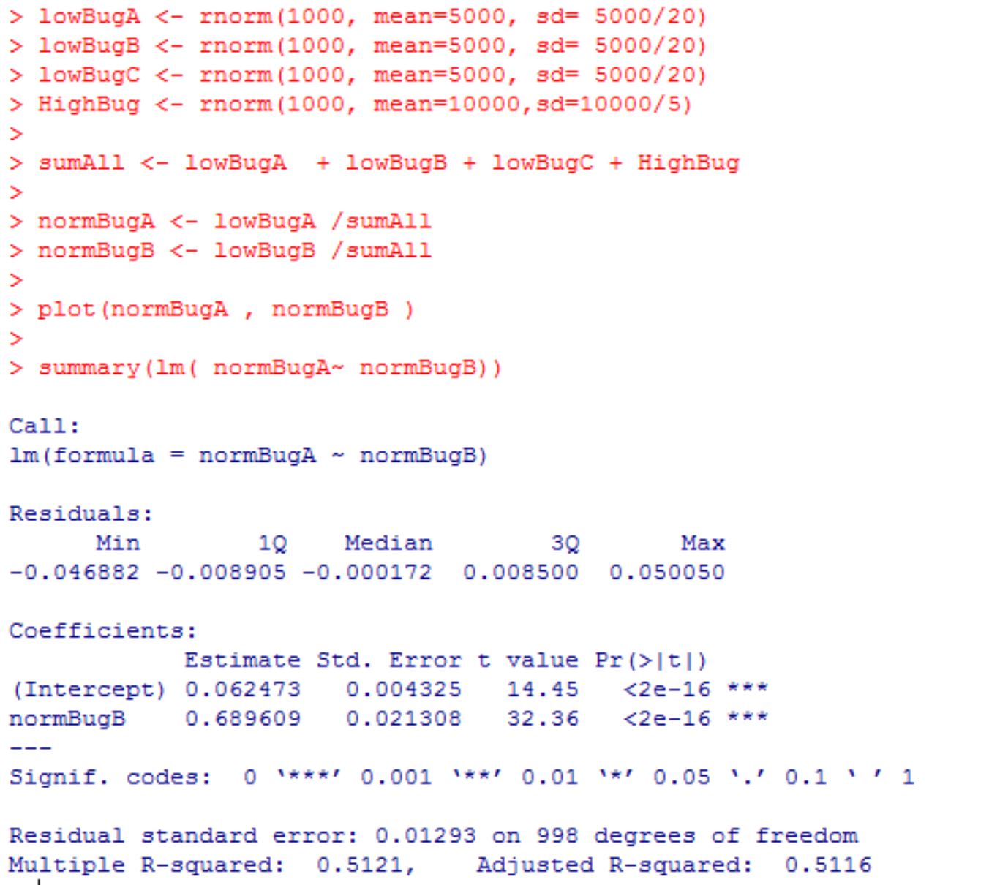 > lowBugA <- rnorm(1000, mean=5000, sd= 5000/20)
> lowBugB <- rnorm(1000, mean=5000, sd= 5000/20)
> lowBugC <- rnorm(1000, mean=5000, sd= 5000/20)
> HighBug <- rnorm(1000, mean=10000,sd=10000/5)
>
> sumAll <- lowBugA  + lowBugB + lowBugC + HighBug
>
> normBugA <- lowBugA /sumAll
> normBugB <- lowBugB /sumAll
>
> plot(normBugA , normBugB )
>
> summary(lm( normBugA~ normBugB))
Call:
lm(formula = normBugA ~ normBugB)
Residuals:
      Min        1Q    Median        3Q       Max
-0.046882 -0.008905 -0.000172  0.008500  0.050050
Coefficients:
            Estimate Std. Error t value Pr(>|t|)
(Intercept) 0.062473   0.004325   14.45   <2e-16 ***
normBugB    0.689609   0.021308   32.36   <2e-16 ***
---
Signif. codes:  0 ‘***’ 0.001 ‘**’ 0.01 ‘*’ 0.05 ‘.’ 0.1 ‘ ’ 1
Residual standard error: 0.01293 on 998 degrees of freedom
Multiple R-squared:  0.5121,    Adjusted R-squared:  0.5116